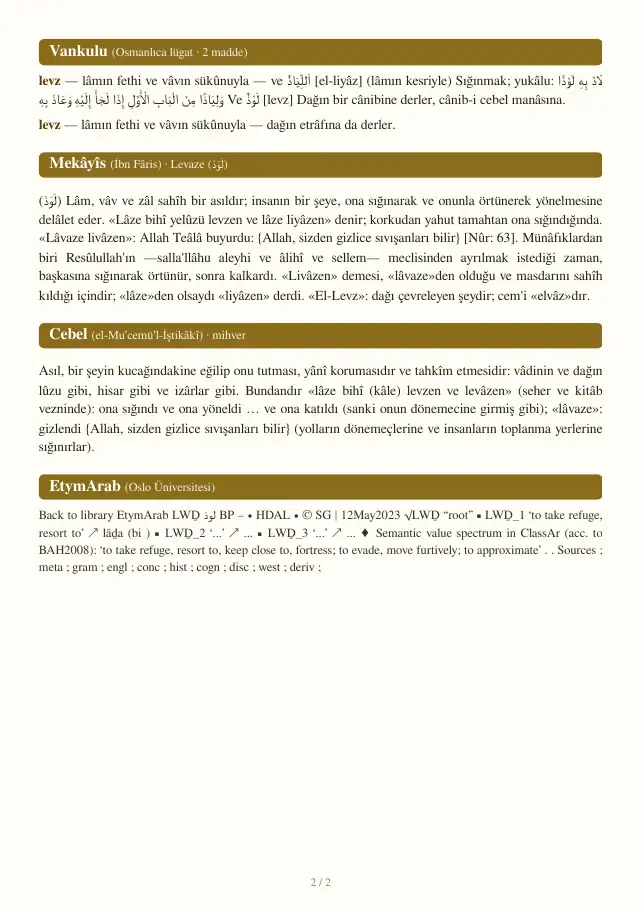 Vankulu (Osmanlıca lügat · 2 madde)
levz — lâmın fethi ve vâvın sükûnuyla — ve اَللِّيَاذُ [el-liyâz] (lâmın kesriyle) Sığınmak; yukâlu: لَاذَ بِهِ لَوْذًا
وَلِيَاذًا مِنَ الْبَابِ الْأَوَّلِ إِذَا لَجَأَ إِلَيْهِ وَعَاذَ بِهِ Ve لَوْذٌ [levz] Dağın bir cânibine derler, cânib-i cebel manâsına.
levz — lâmın fethi ve vâvın sükûnuyla — dağın etrâfına da derler.
Mekâyîs (İbn Fâris) · Levaze (لَوَذَ)
(لَوَذَ) Lâm, vâv ve zâl sahîh bir asıldır; insanın bir şeye, ona sığınarak ve onunla örtünerek yönelmesine
delâlet eder. «Lâze bihî yelûzü levzen ve lâze liyâzen» denir; korkudan yahut tamahtan ona sığındığında.
«Lâvaze livâzen»: Allah Teâlâ buyurdu: {Allah, sizden gizlice sıvışanları bilir} [Nûr: 63]. Münâfıklardan
biri Resûlullah'ın —salla'llâhu aleyhi ve âlihî ve sellem— meclisinden ayrılmak istediği zaman,
başkasına sığınarak örtünür, sonra kalkardı. «Livâzen» demesi, «lâvaze»den olduğu ve masdarını sahîh
kıldığı içindir; «lâze»den olsaydı «liyâzen» derdi. «El-Levz»: dağı çevreleyen şeydir; cem'i «elvâz»dır.
Cebel (el-Mu'cemü'l-İştikâkî) · mihver
Asıl, bir şeyin kucağındakine eğilip onu tutması, yânî korumasıdır ve tahkîm etmesidir: vâdinin ve dağın
lûzu gibi, hisar gibi ve izârlar gibi. Bundandır «lâze bihî (kâle) levzen ve levâzen» (seher ve kitâb
vezninde): ona sığındı ve ona yöneldi … ve ona katıldı (sanki onun dönemecine girmiş gibi); «lâvaze»:
gizlendi {Allah, sizden gizlice sıvışanları bilir} (yolların dönemeçlerine ve insanların toplanma yerlerine
sığınırlar).
EtymArab (Oslo Üniversitesi)
Back to library EtymArab LWḎ لوذ BP – • HDAL • © SG | 12May2023 √LWḎ “root” ▪ LWḎ_1 ‘to take refuge,
resort to’ ↗ lāḏa (bi ) ▪ LWḎ_2 ‘...’ ↗ ... ▪ LWḎ_3 ‘...’ ↗ ... ♦ Semantic value spectrum in ClassAr (acc. to
BAH2008): ‘to take refuge, resort to, keep close to, fortress; to evade, move furtively; to approximate’ . . Sources ;
meta ; gram ; engl ; conc ; hist ; cogn ; disc ; west ; deriv ;
2 / 2